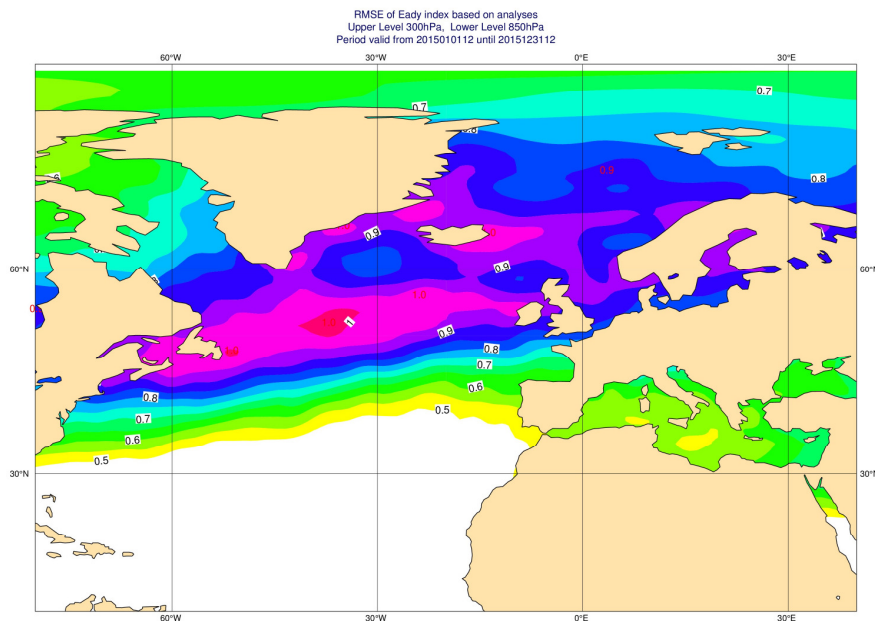 RMSE of Eady index based on analyses
Upper Level 300hPa, Lower Level 850hPa
Period valid from 2015010112 until 2015123112
60°W 30°W 0°E 30°E
0.7 0.7
0.9
0.8
0.9
60°N 0.9 60°N
1.0
1.0 1
0.9
0.8
0.7
0.6
0.8
0.5
0.7
0.6
0.5
30°N 30°N
60°W 30°W 0°E 30°E